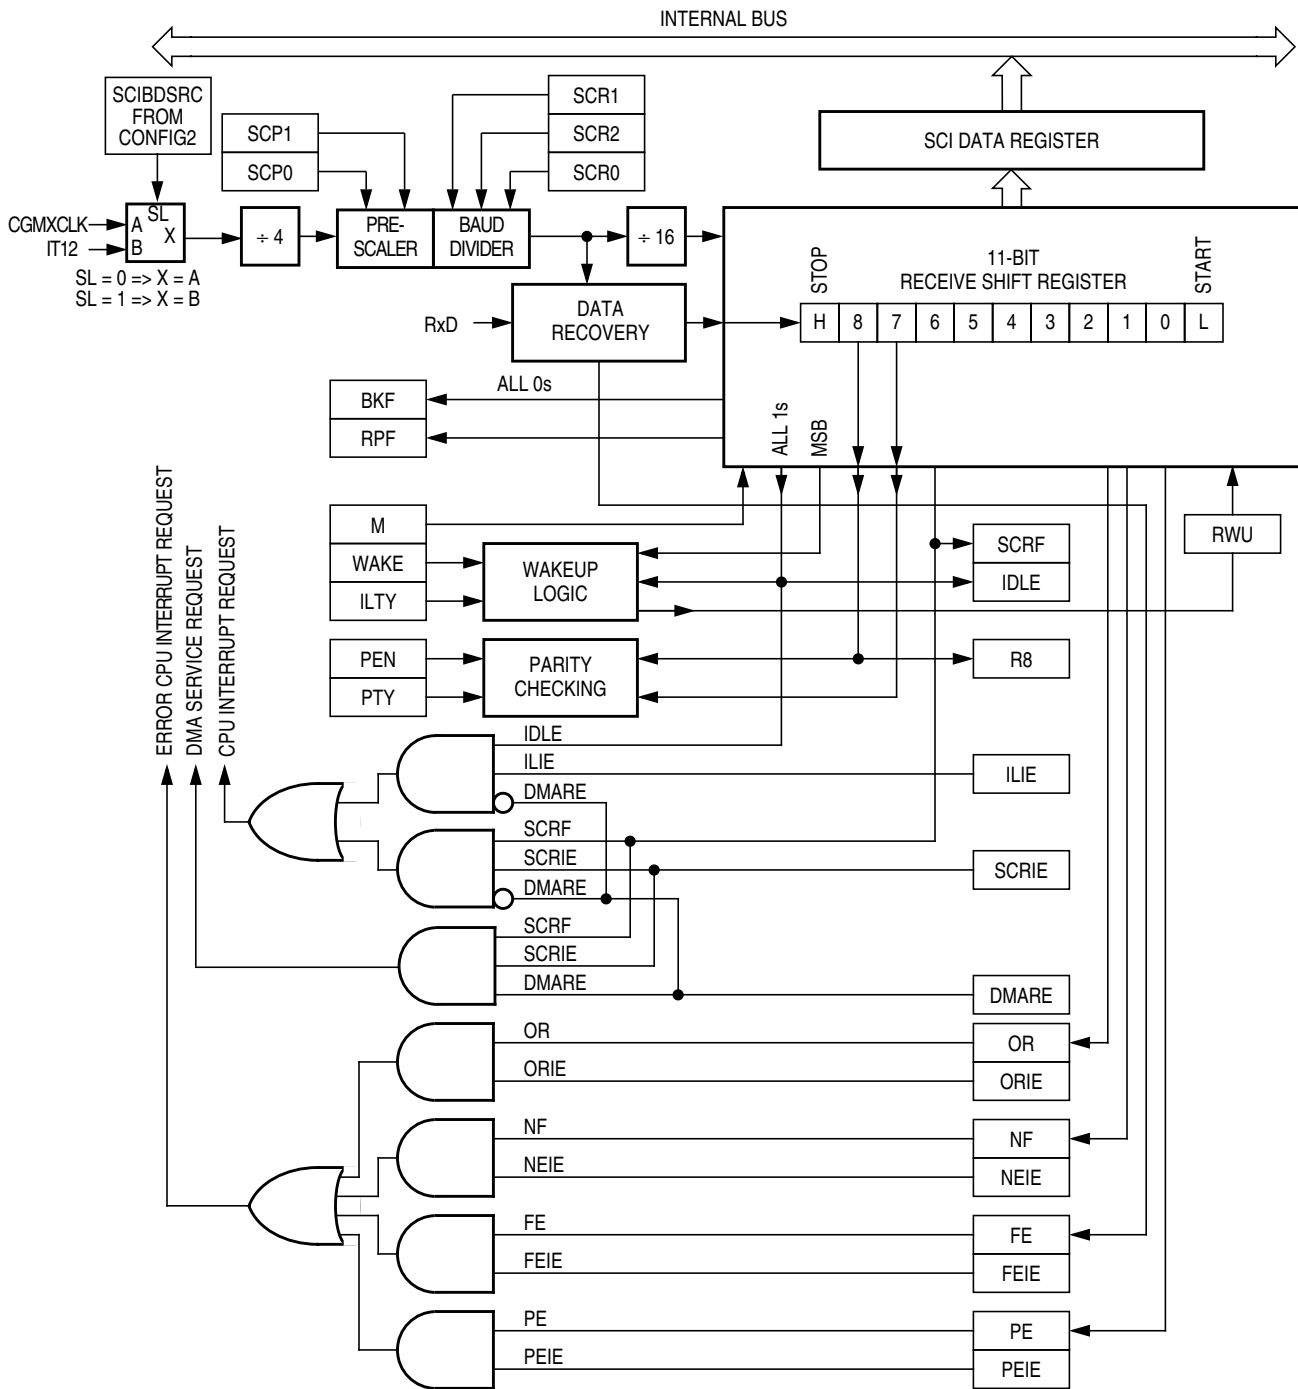 INTERNAL BUS
SCIBDSRC
FROM
CONFIG2
SCP1
SCP0
SCR1
SCR2
SCR0
SCI DATA REGISTER
CGMXCLK
IT12
SL
A
X
B
SL = 0 => X = A
SL = 1 => X = B
÷ 4
PRE-
SCALER
BAUD
DIVIDER
÷ 16
RxD
DATA
RECOVERY
STOP
11-BIT
RECEIVE SHIFT REGISTER
START
H 8 7 6 5 4 3 2 1 0 L
ALL 0s
BKF
RPF
ALL 1s
MSB
M
WAKE
ILTY
WAKEUP
LOGIC
SCRF
IDLE
RWU
PEN
PTY
PARITY
CHECKING
R8
ERROR CPU INTERRUPT REQUEST
DMA SERVICE REQUEST
CPU INTERRUPT REQUEST
IDLE
ILIE
DMARE
ILIE
SCRF
SCRIE
DMARE
SCRIE
SCRF
SCRIE
DMARE
DMARE
OR
ORIE
OR
ORIE
NF
NEIE
NF
NEIE
FE
FEIE
FE
FEIE
PE
PEIE
PE
PEIE